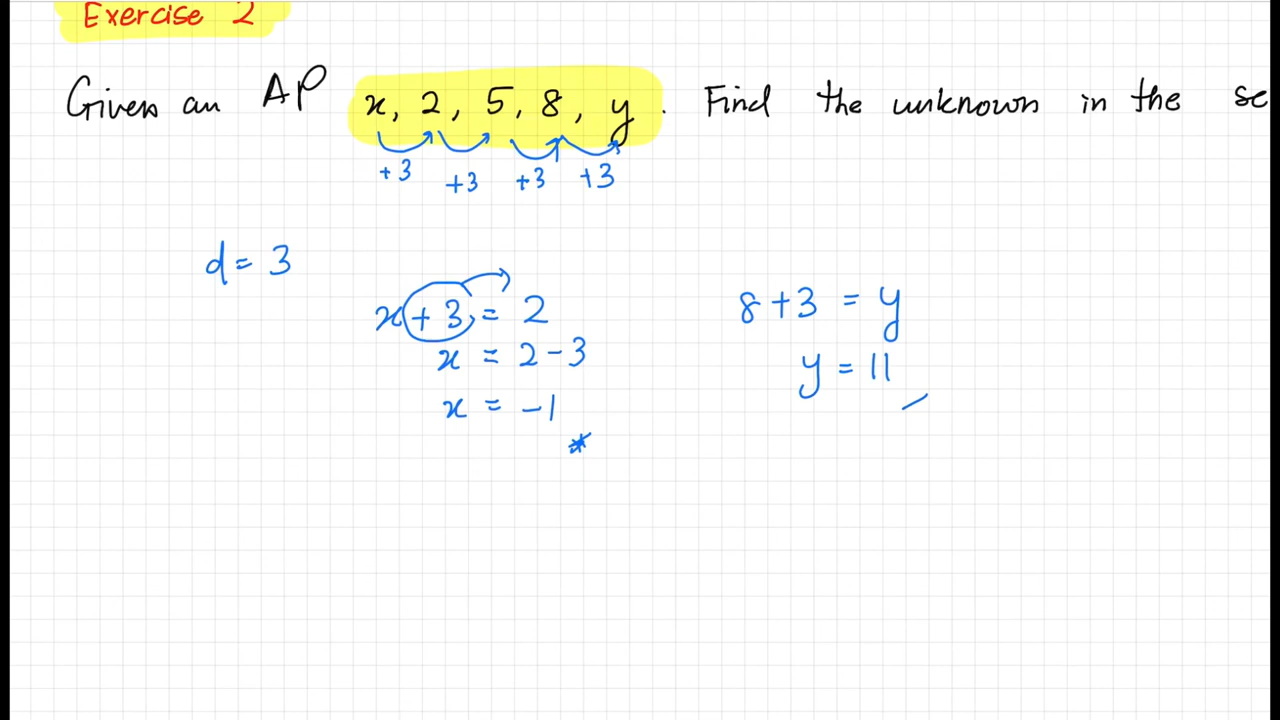 Exercise 2
Given an AP x, 2, 5, 8, y. Find the unknown in the
+3 +3 +3 +3
d = 3
x + 3 = 2
x = 2 - 3
x = -1
8 + 3 = y
y = 11